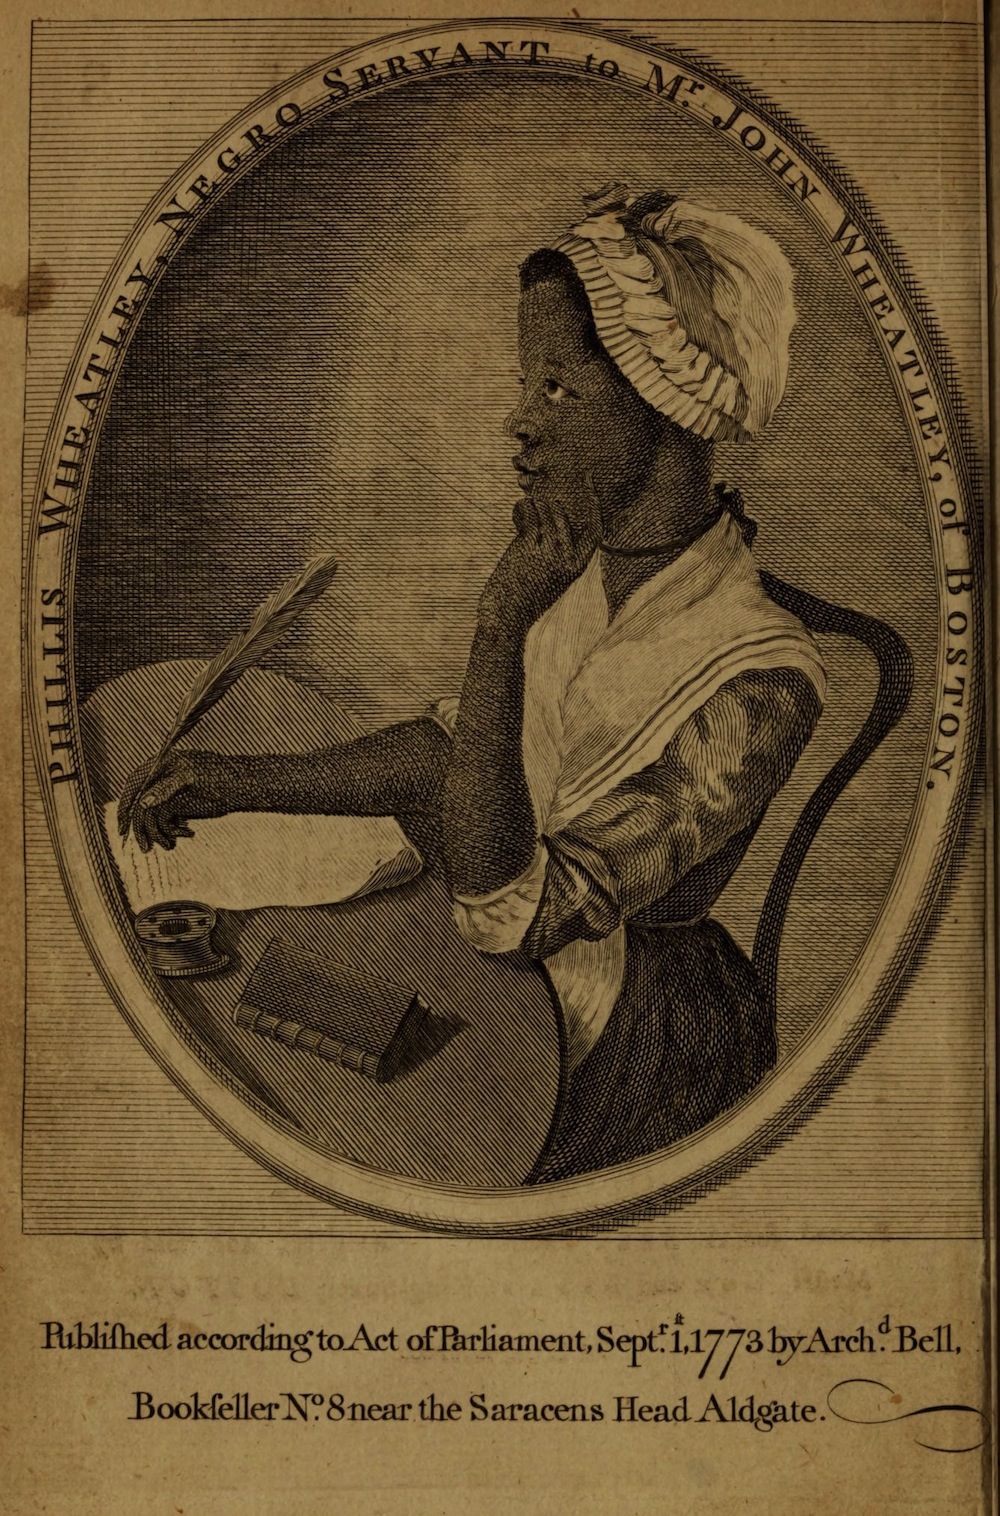 PHILLIS WHEATLEY, NEGRO SERVANT to Mr. JOHN WHEATLEY, of BOSTON.
Publiſhed according to Act of Parliament, Septr. 1st, 1773 by Archd. Bell,
Bookſeller No. 8 near the Saracens Head Aldgate.